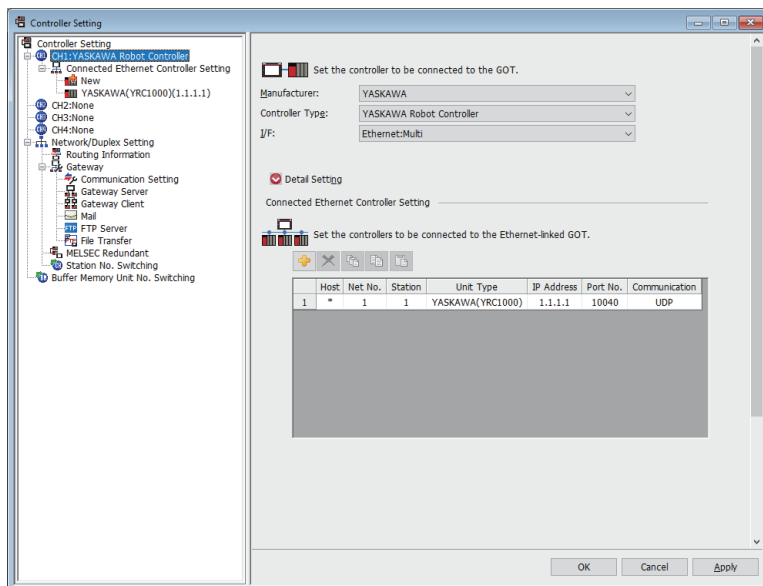 Controller Setting
Controller Setting
CH1:YASKAWA Robot Controller
Connected Ethernet Controller Setting
New
YASKAWA(YRC1000)(1.1.1.1)
CH2:None
CH3:None
CH4:None
Network/Duplex Setting
Routing Information
Gateway
Communication Setting
Gateway Server
Gateway Client
Mail
FTP Server
File Transfer
MELSEC Redundant
Station No. Switching
Buffer Memory Unit No. Switching
Set the controller to be connected to the GOT.
Manufacturer: YASKAWA
Controller Type: YASKAWA Robot Controller
I/F: Ethernet:Multi
Detail Setting
Connected Ethernet Controller Setting
Set the controllers to be connected to the Ethernet-linked GOT.
Host Net No. Station Unit Type IP Address Port No. Communication
1 * 1 1 YASKAWA(YRC1000) 1.1.1.1 10040 UDP
OK Cancel Apply